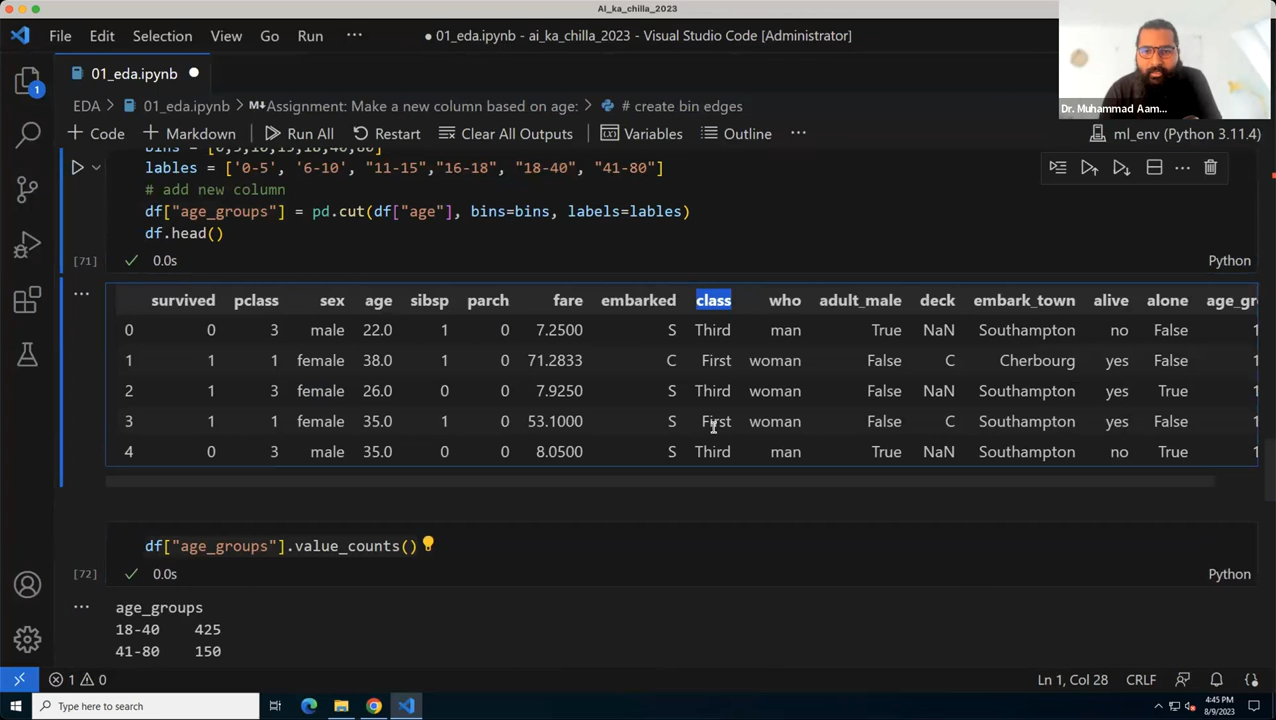 AI_ka_chilla_2023
File Edit Selection View Go Run ··· ● 01_eda.ipynb - ai_ka_chilla_2023 - Visual Studio Code [Administrator]
01_eda.ipynb ●
EDA > 01_eda.ipynb > M↓Assignment: Make a new column based on age: > # create bin edges
+ Code + Markdown Run All Restart Clear All Outputs Variables Outline ··· ml_env (Python 3.11.4)
Dr. Muhammad Aam...
lables = ['0-5', '6-10', "11-15","16-18", "18-40", "41-80"]
# add new column
df["age_groups"] = pd.cut(df["age"], bins=bins, labels=lables)
df.head()
[71] 0.0s Python
survived pclass sex age sibsp parch fare embarked class who adult_male deck embark_town alive alone age_gr
0 0 3 male 22.0 1 0 7.2500 S Third man True NaN Southampton no False 1
1 1 1 female 38.0 1 0 71.2833 C First woman False C Cherbourg yes False 1
2 1 3 female 26.0 0 0 7.9250 S Third woman False NaN Southampton yes True 1
3 1 1 female 35.0 1 0 53.1000 S First woman False C Southampton yes False 1
4 0 3 male 35.0 0 0 8.0500 S Third man True NaN Southampton no True 1
df["age_groups"].value_counts()
[72] 0.0s Python
age_groups
18-40 425
41-80 150
1 0 Ln 1, Col 28 CRLF
Type here to search 4:45 PM
8/9/2023